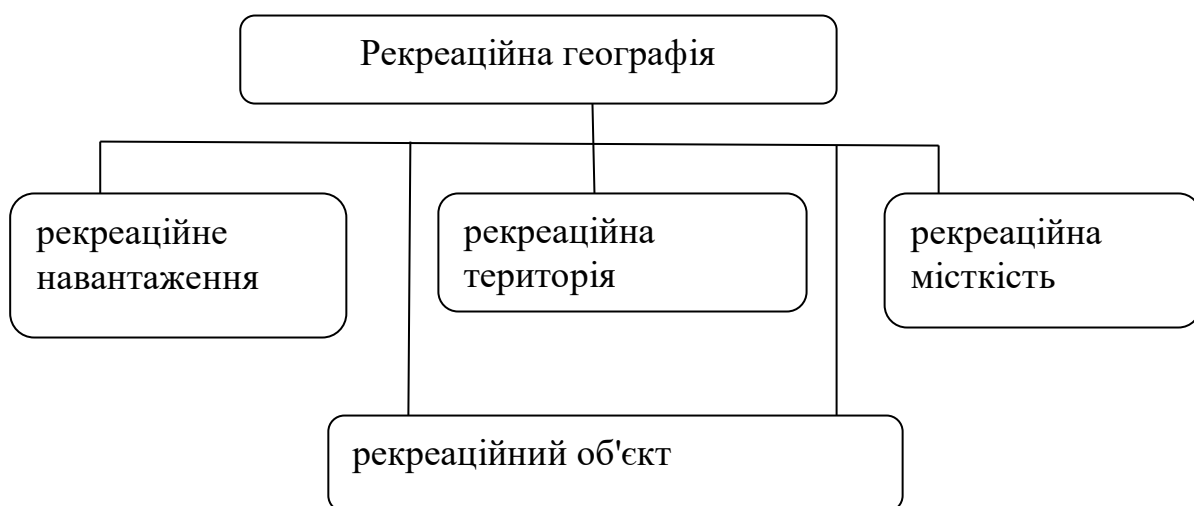 Рекреаційна географія
рекреаційне
навантаження
рекреаційна
територія
рекреаційна
місткість
рекреаційний об'єкт